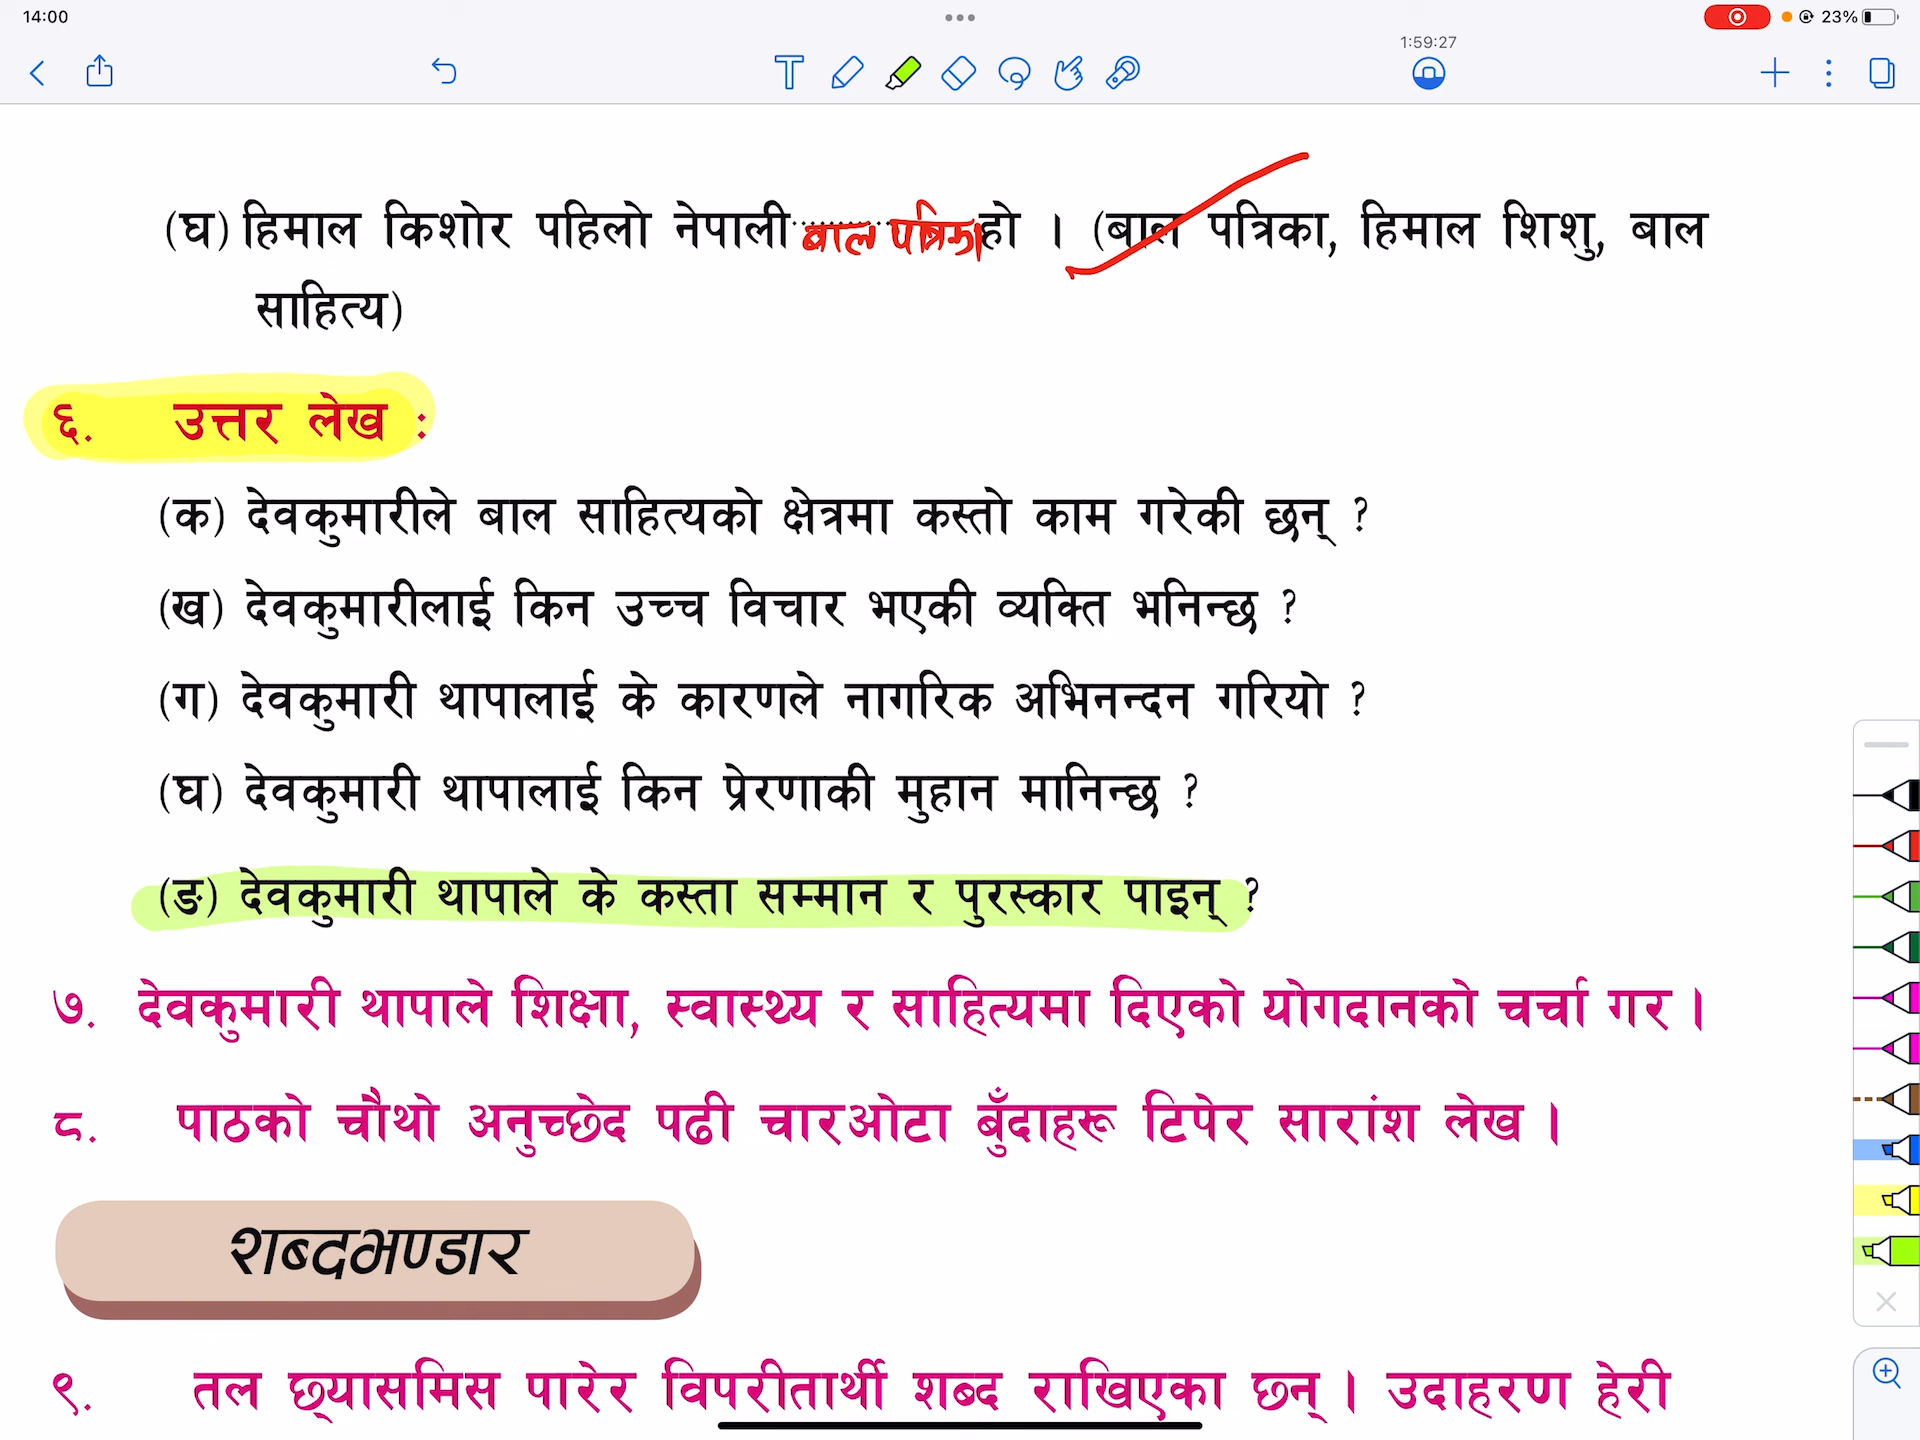 14:00
23%
1:59:27
(घ) हिमाल किशोर पहिलो नेपाली........बाल पत्रिका हो । (बाल पत्रिका, हिमाल शिशु, बाल
साहित्य)
६. उत्तर लेख :
(क) देवकुमारीले बाल साहित्यको क्षेत्रमा कस्तो काम गरेकी छन् ?
(ख) देवकुमारीलाई किन उच्च विचार भएकी व्यक्ति भनिन्छ ?
(ग) देवकुमारी थापालाई के कारणले नागरिक अभिनन्दन गरियो ?
(घ) देवकुमारी थापालाई किन प्रेरणाकी मुहान मानिन्छ ?
(ङ) देवकुमारी थापाले के कस्ता सम्मान र पुरस्कार पाइन् ?
७. देवकुमारी थापाले शिक्षा, स्वास्थ्य र साहित्यमा दिएको योगदानको चर्चा गर ।
८. पाठको चौथो अनुच्छेद पढी चारओटा बुँदाहरू टिपेर सारांश लेख ।
शब्दभण्डार
९. तल छ्यासमिस पारेर विपरीतार्थी शब्द राखिएका छन् । उदाहरण हेरी